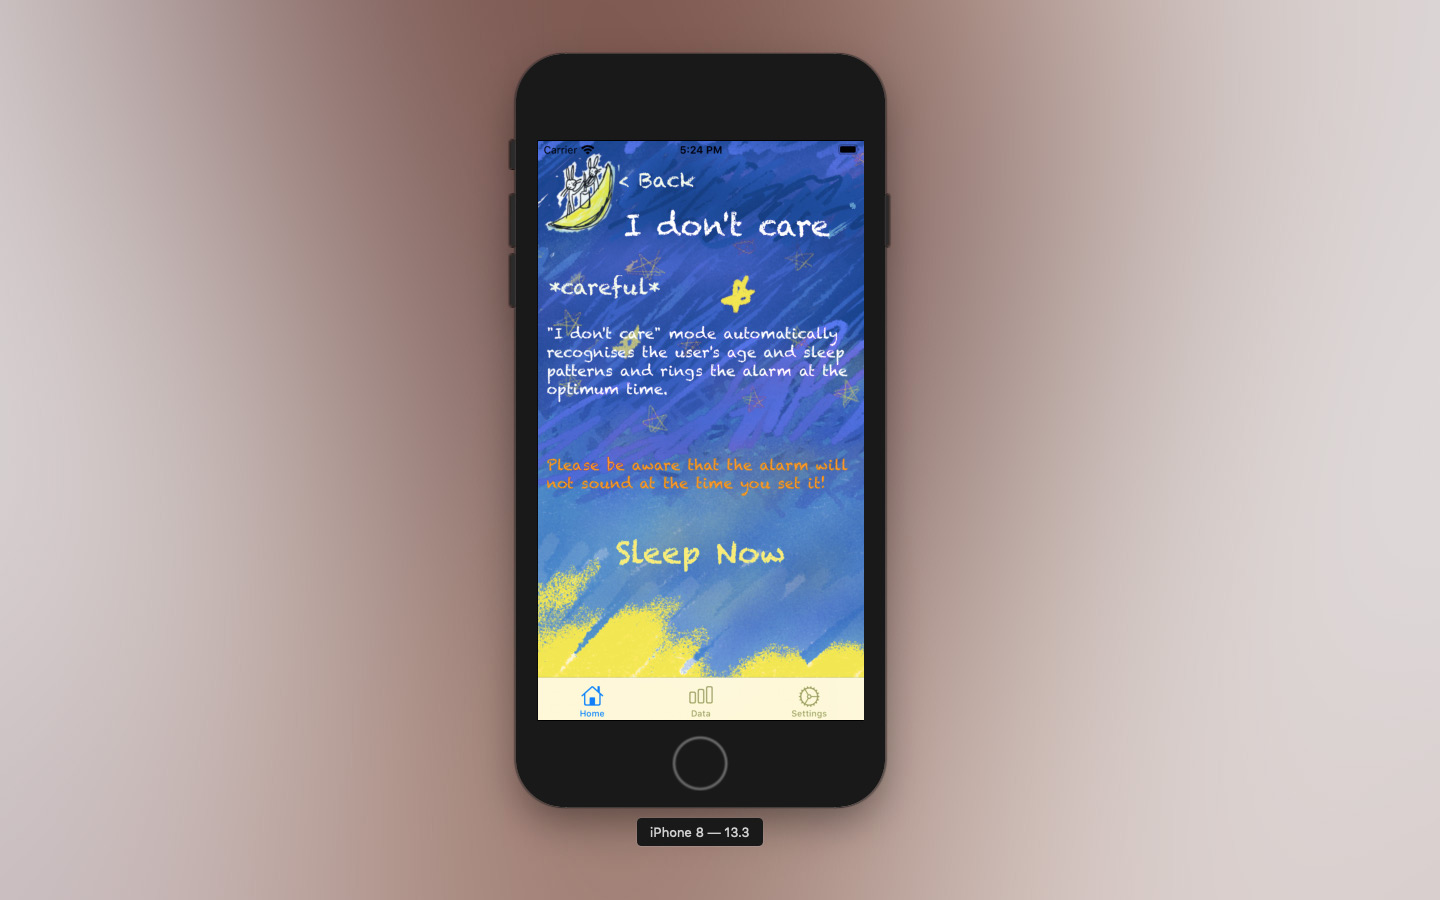 Carrier 5:24 PM
< Back
I don't care
*careful*
"I don't care" mode automatically
recognises the user's age and sleep
patterns and rings the alarm at the
optimum time.
Please be aware that the alarm will
not sound at the time you set it!
Sleep Now
Home Data Settings
iPhone 8 — 13.3